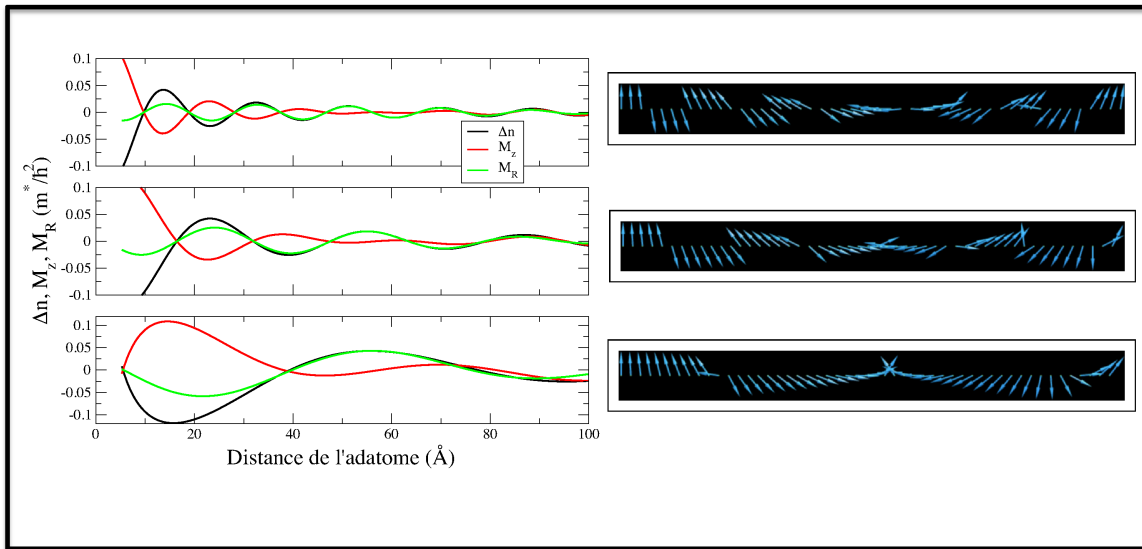 0.1
0.05
0
-0.05
-0.1
Δn
M_z
M_R
0.1
0.05
0
-0.05
-0.1
0.1
0.05
0
-0.05
-0.1
0 20 40 60 80 100
Distance de l'adatome (Å)
Δn, M_z, M_R (m*/ħ²)